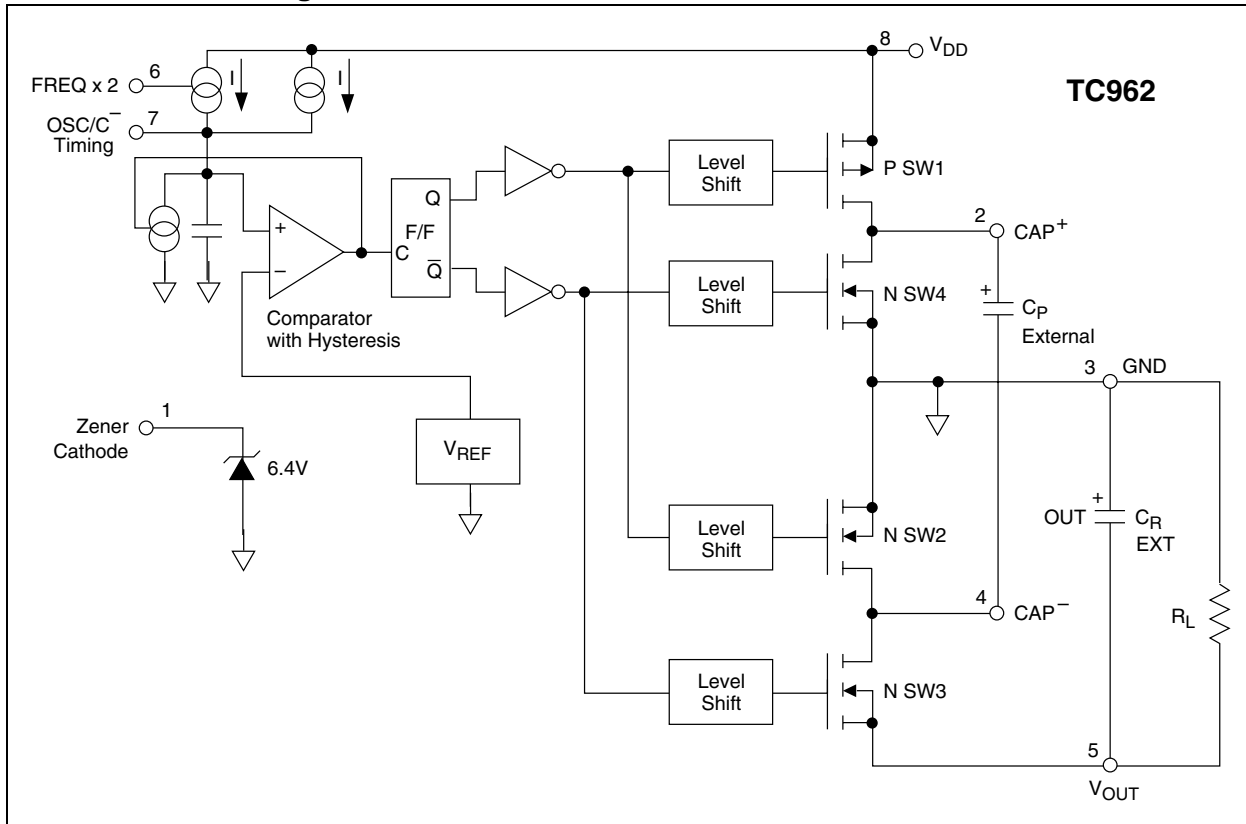 8
V_DD
TC962
6
FREQ x 2
I
I
7
OSC/C⁻
Timing
Level
Shift
P SW1
Q
F/F
C
Q̅
+
−
2
CAP⁺
Level
Shift
N SW4
+
C_P
External
Comparator
with Hysteresis
3
GND
1
Zener
Cathode
6.4V
V_REF
Level
Shift
N SW2
+
OUT
C_R
EXT
4
CAP⁻
R_L
Level
Shift
N SW3
5
V_OUT